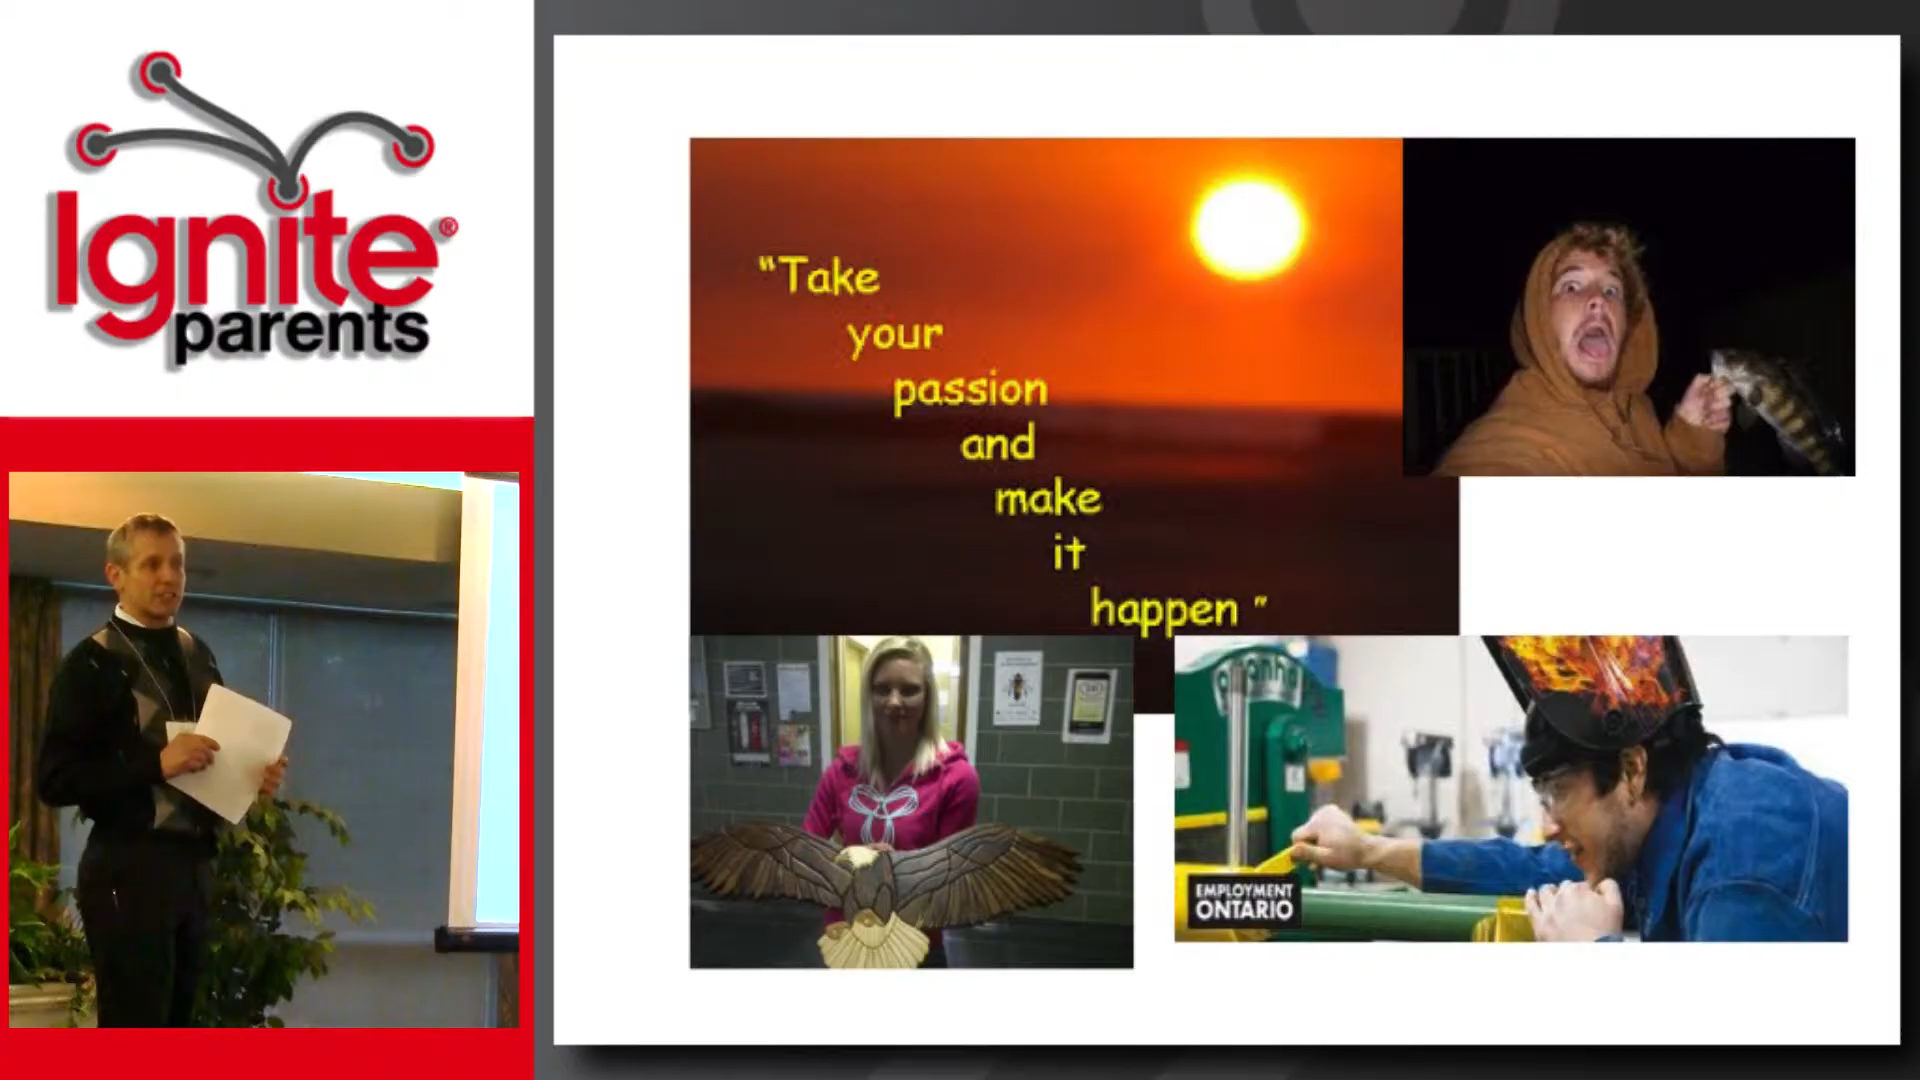 Ignite®
parents
“Take
your
passion
and
make
it
happen ”
EMPLOYMENT
ONTARIO